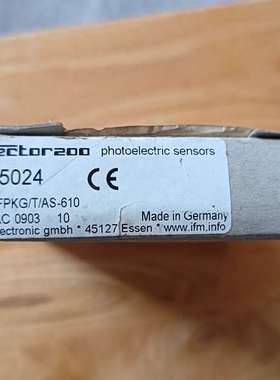 ector200 photoelectric sensors
5024 CE
FPKG/T/AS-610
AC 0903 10 Made in Germany
ectronic gmbh * 45127 Essen * www.ifm.info